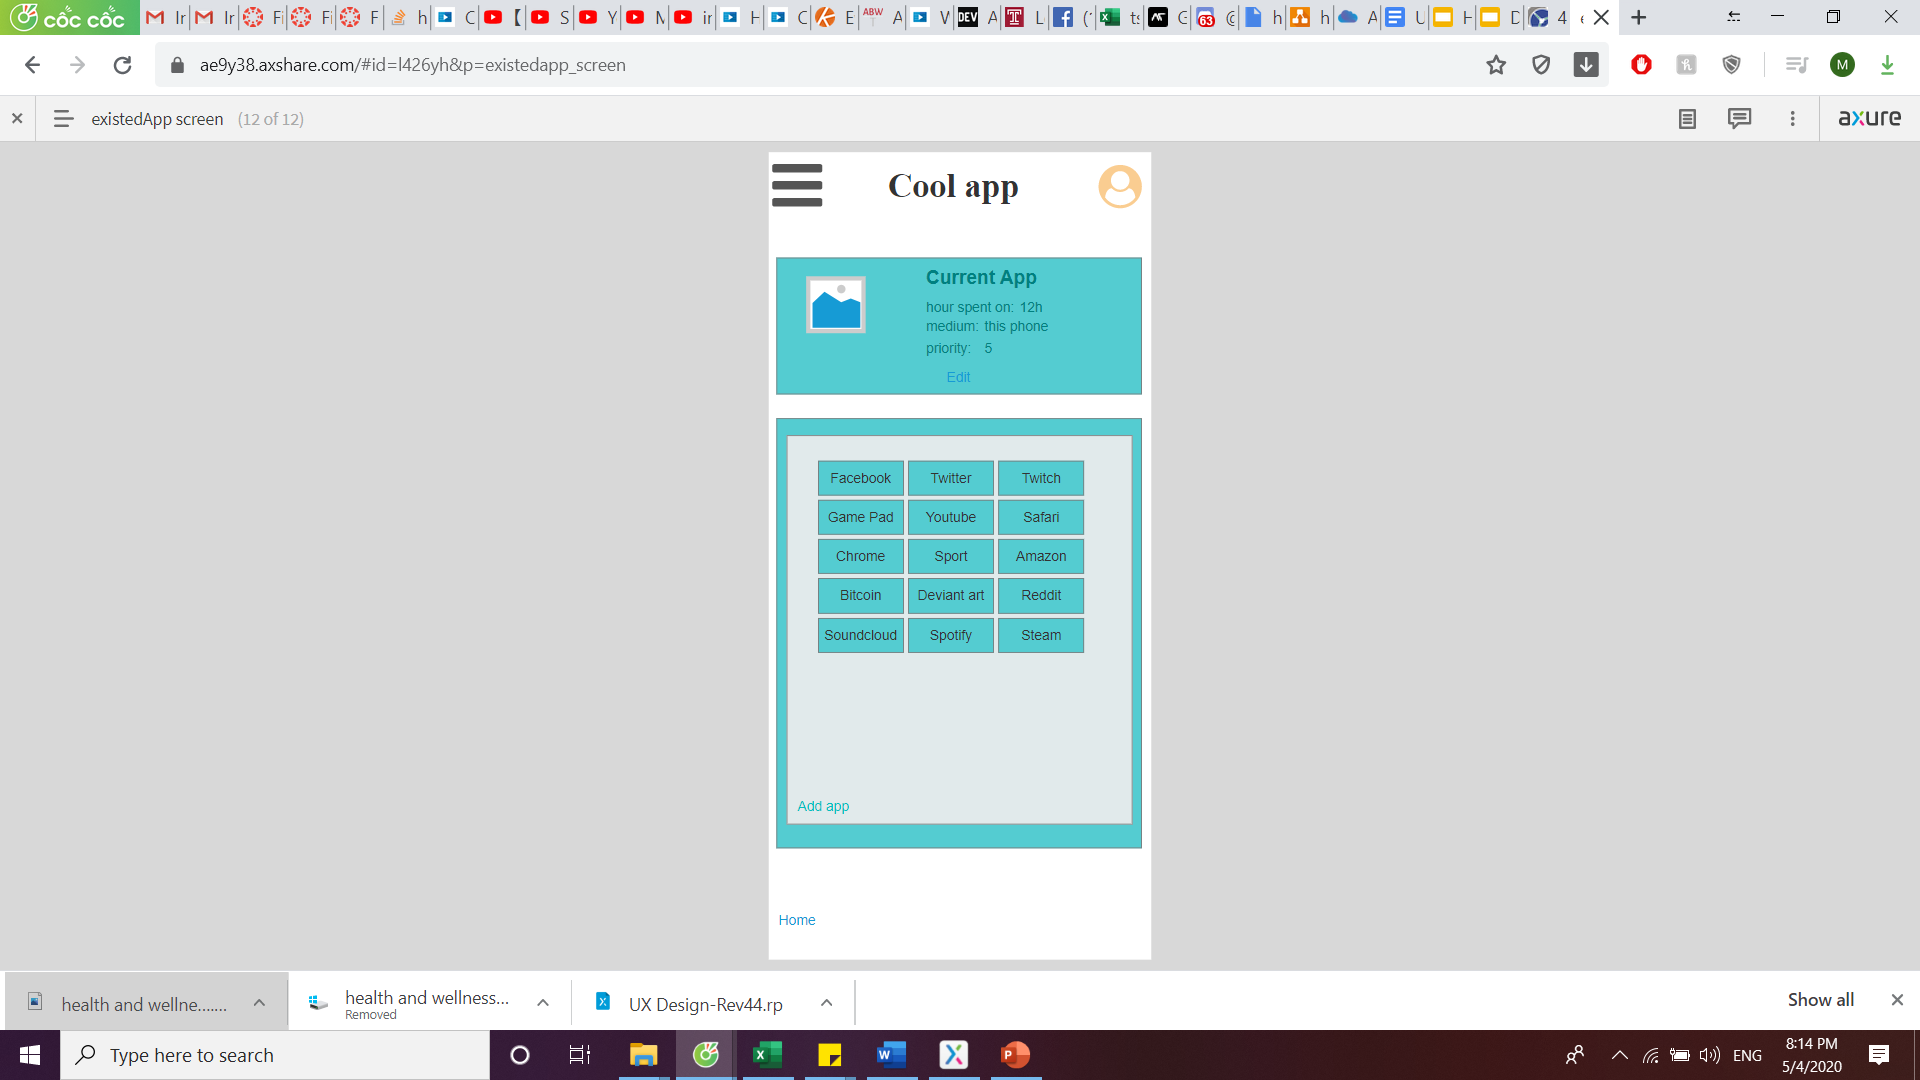 cốc cốc
ae9y38.axshare.com/#id=l426yh&p=existedapp_screen
existedApp screen (12 of 12)
axure
Cool app
Current App
hour spent on: 12h
medium: this phone
priority: 5
Edit
Facebook Twitter Twitch
Game Pad Youtube Safari
Chrome Sport Amazon
Bitcoin Deviant art Reddit
Soundcloud Spotify Steam
Add app
Home
health and wellne.......
health and wellness...
Removed
UX Design-Rev44.rp
Show all
Type here to search
ENG
8:14 PM
5/4/2020